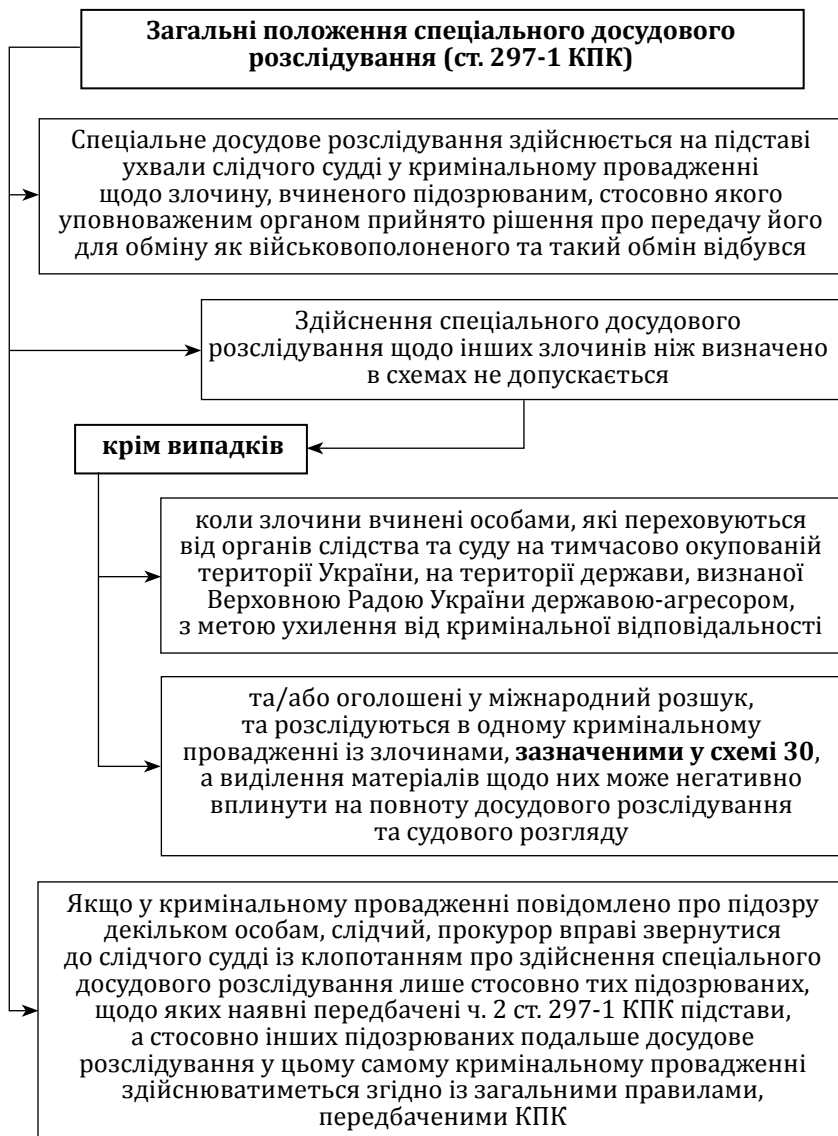 Загальні положення спеціального досудового
розслідування (ст. 297-1 КПК)
Спеціальне досудове розслідування здійснюється на підставі
ухвали слідчого судді у кримінальному провадженні
щодо злочину, вчиненого підозрюваним, стосовно якого
уповноваженим органом прийнято рішення про передачу його
для обміну як військовополоненого та такий обмін відбувся
Здійснення спеціального досудового
розслідування щодо інших злочинів ніж визначено
в схемах не допускається
крім випадків
коли злочини вчинені особами, які переховуються
від органів слідства та суду на тимчасово окупованій
території України, на території держави, визнаної
Верховною Радою України державою-агресором,
з метою ухилення від кримінальної відповідальності
та/або оголошені у міжнародний розшук,
та розслідуються в одному кримінальному
провадженні із злочинами, зазначеними у схемі 30,
а виділення матеріалів щодо них може негативно
вплинути на повноту досудового розслідування
та судового розгляду
Якщо у кримінальному провадженні повідомлено про підозру
декільком особам, слідчий, прокурор вправі звернутися
до слідчого судді із клопотанням про здійснення спеціального
досудового розслідування лише стосовно тих підозрюваних,
щодо яких наявні передбачені ч. 2 ст. 297-1 КПК підстави,
а стосовно інших підозрюваних подальше досудове
розслідування у цьому самому кримінальному провадженні
здійснюватиметься згідно із загальними правилами,
передбаченими КПК